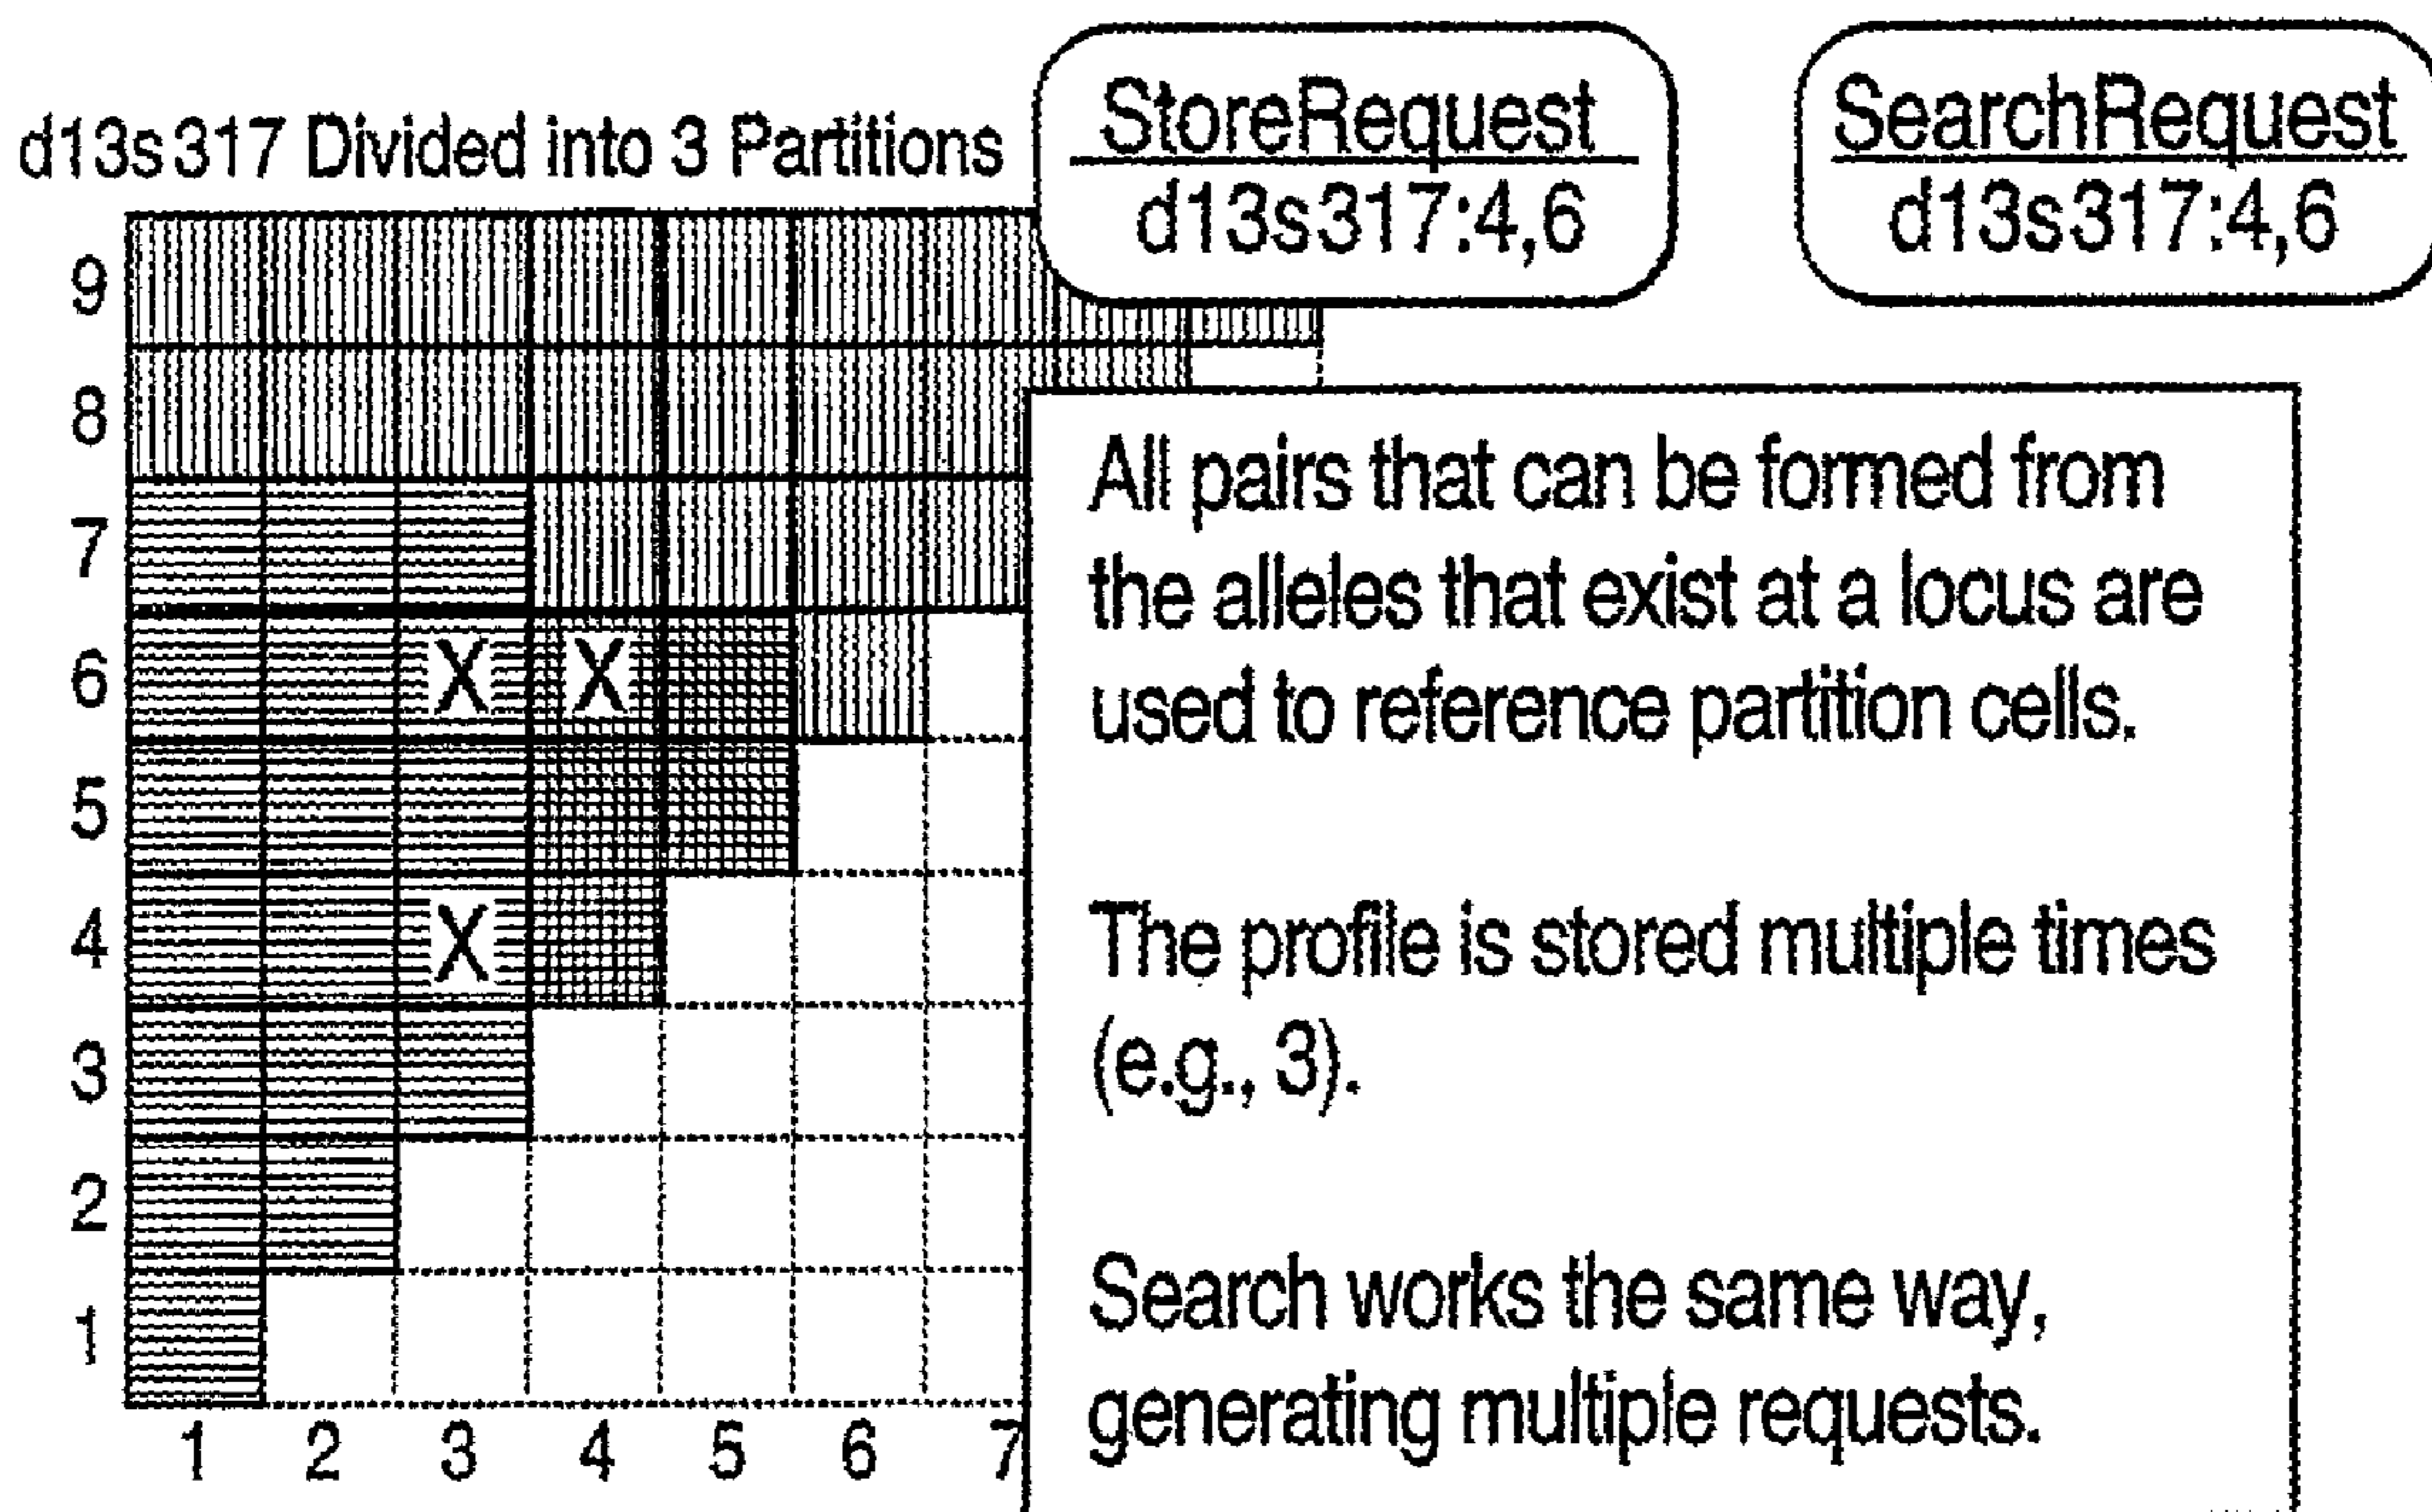 d13s317 Divided into 3 Partitions
StoreRequest
d13s317:4,6
SearchRequest
d13s317:4,6
9
8
7
6
5
4
3
2
1
X X
X
1 2 3 4 5 6 7
All pairs that can be formed from
the alleles that exist at a locus are
used to reference partition cells.
The profile is stored multiple times
(e.g., 3).
Search works the same way,
generating multiple requests.